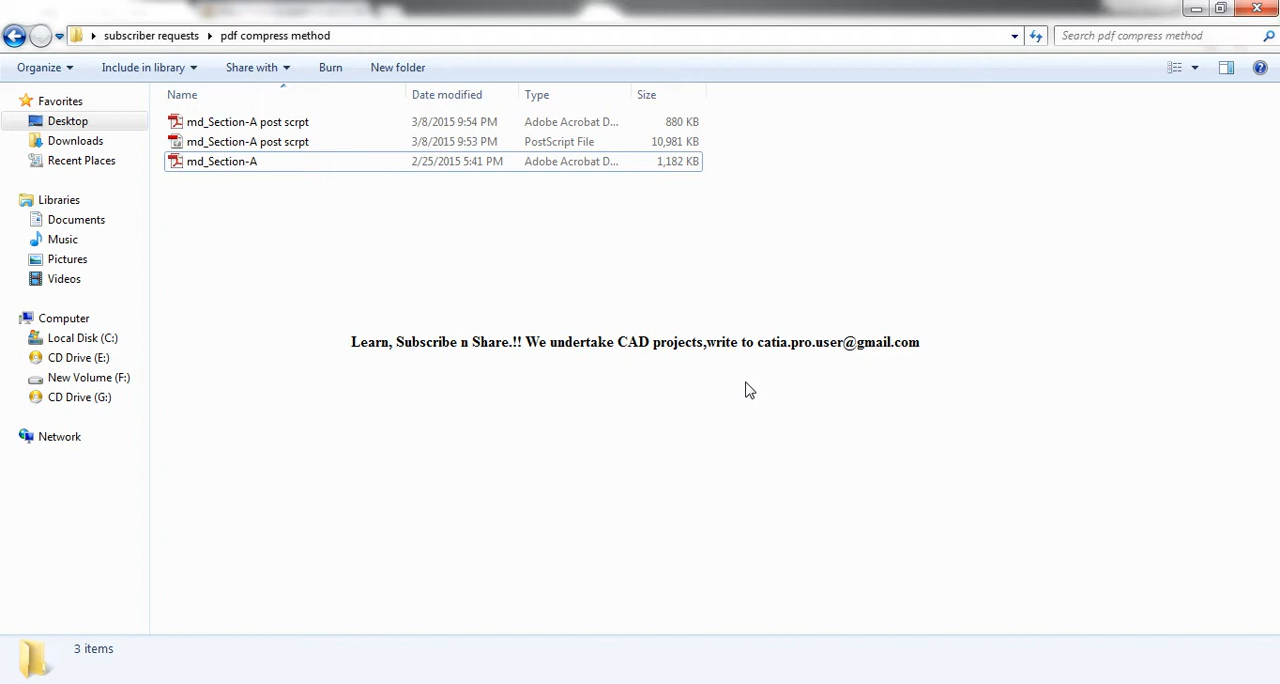 subscriber requests pdf compress method Search pdf compress method
Organize Include in library Share with Burn New folder
Name Date modified Type Size
Favorites
Desktop
Downloads
Recent Places
Libraries
Documents
Music
Pictures
Videos
Computer
Local Disk (C:)
CD Drive (E:)
New Volume (F:)
CD Drive (G:)
Network
md_Section-A post scrpt 3/8/2015 9:54 PM Adobe Acrobat D... 880 KB
md_Section-A post scrpt 3/8/2015 9:53 PM PostScript File 10,981 KB
md_Section-A 2/25/2015 5:41 PM Adobe Acrobat D... 1,182 KB
Learn, Subscribe n Share.!! We undertake CAD projects,write to catia.pro.user@gmail.com
3 items